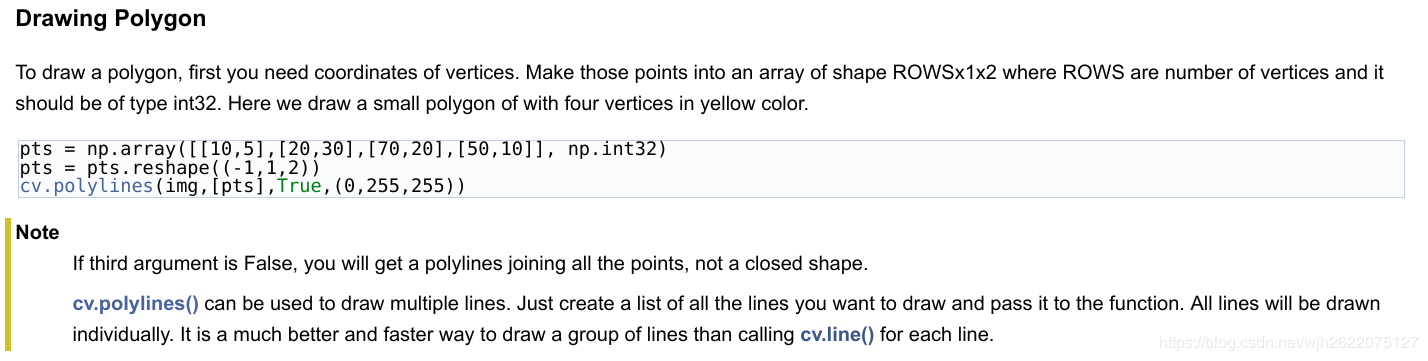 Drawing Polygon
To draw a polygon, first you need coordinates of vertices. Make those points into an array of shape ROWSx1x2 where ROWS are number of vertices and it
should be of type int32. Here we draw a small polygon of with four vertices in yellow color.
pts = np.array([[10,5],[20,30],[70,20],[50,10]], np.int32)
pts = pts.reshape((-1,1,2))
cv.polylines(img,[pts],True,(0,255,255))
Note
If third argument is False, you will get a polylines joining all the points, not a closed shape.
cv.polylines() can be used to draw multiple lines. Just create a list of all the lines you want to draw and pass it to the function. All lines will be drawn
individually. It is a much better and faster way to draw a group of lines than calling cv.line() for each line.
https://blog.csdn.net/wjh2622075127